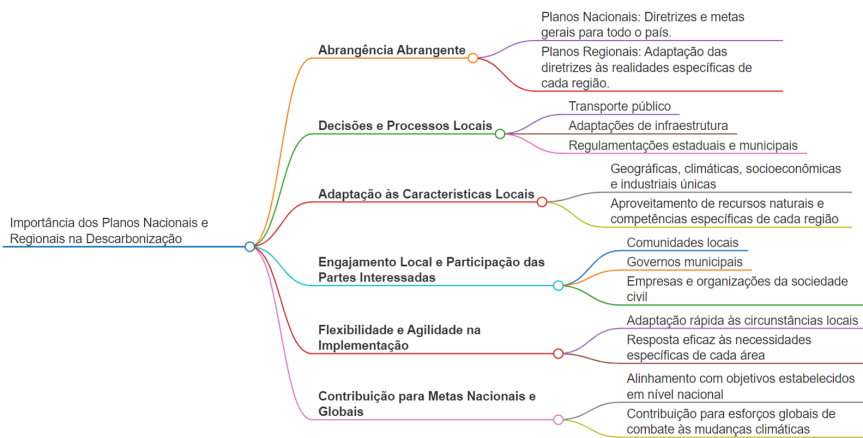 Importância dos Planos Nacionais e
Regionais na Descarbonização
Abrangência Abrangente
Planos Nacionais: Diretrizes e metas
gerais para todo o país.
Planos Regionais: Adaptação das
diretrizes às realidades específicas de
cada região.
Decisões e Processos Locais
Transporte público
Adaptações de infraestrutura
Regulamentações estaduais e municipais
Adaptação às Características Locais
Geográficas, climáticas, socioeconômicas
e industriais únicas
Aproveitamento de recursos naturais e
competências específicas de cada região
Engajamento Local e Participação das
Partes Interessadas
Comunidades locais
Governos municipais
Empresas e organizações da sociedade
civil
Flexibilidade e Agilidade na
Implementação
Adaptação rápida às circunstâncias locais
Resposta eficaz às necessidades
específicas de cada área
Contribuição para Metas Nacionais e
Globais
Alinhamento com objetivos estabelecidos
em nível nacional
Contribuição para esforços globais de
combate às mudanças climáticas